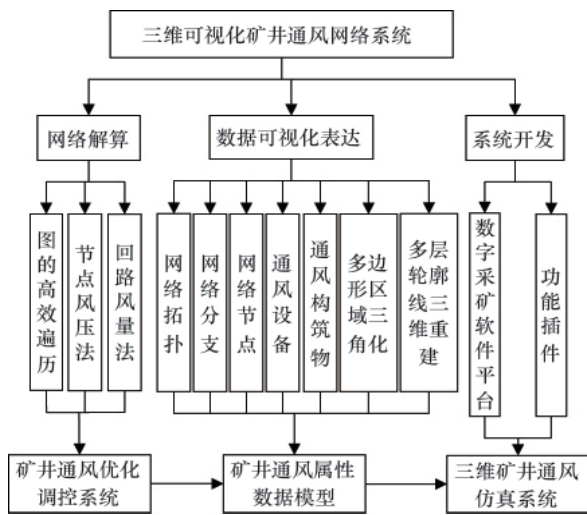 三维可视化矿井通风网络系统
网络解算
数据可视化表达
系统开发
图的高效遍历
节点风压法
回路风量法
网络拓扑
网络分支
网络节点
通风设备
通风构筑物
多边形区域三角化
多层轮廓线三维重建
数字采矿软件平台
功能插件
矿井通风优化
调控系统
矿井通风属性
数据模型
三维矿井通风
仿真系统